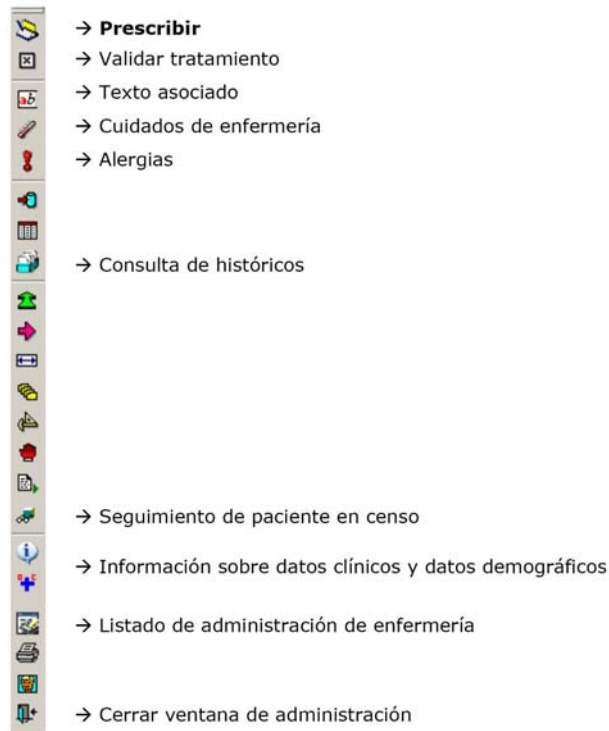 → Prescribir
→ Validar tratamiento
ab → Texto asociado
→ Cuidados de enfermería
→ Alergias
→ Consulta de históricos
→ Seguimiento de paciente en censo
i
→ Información sobre datos clínicos y datos demográficos
→ Listado de administración de enfermería
→ Cerrar ventana de administración